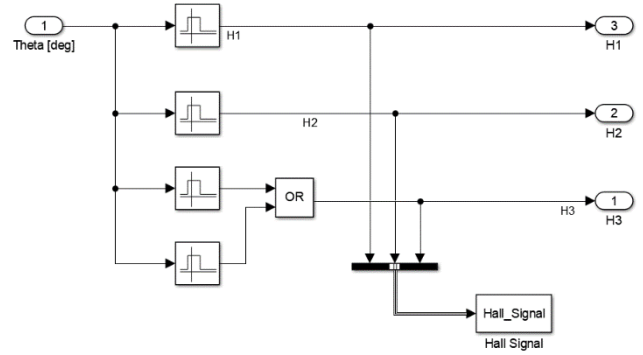 1
Theta [deg]
H1
3
H1
H2
2
H2
OR
H3
1
H3
Hall_Signal
Hall Signal